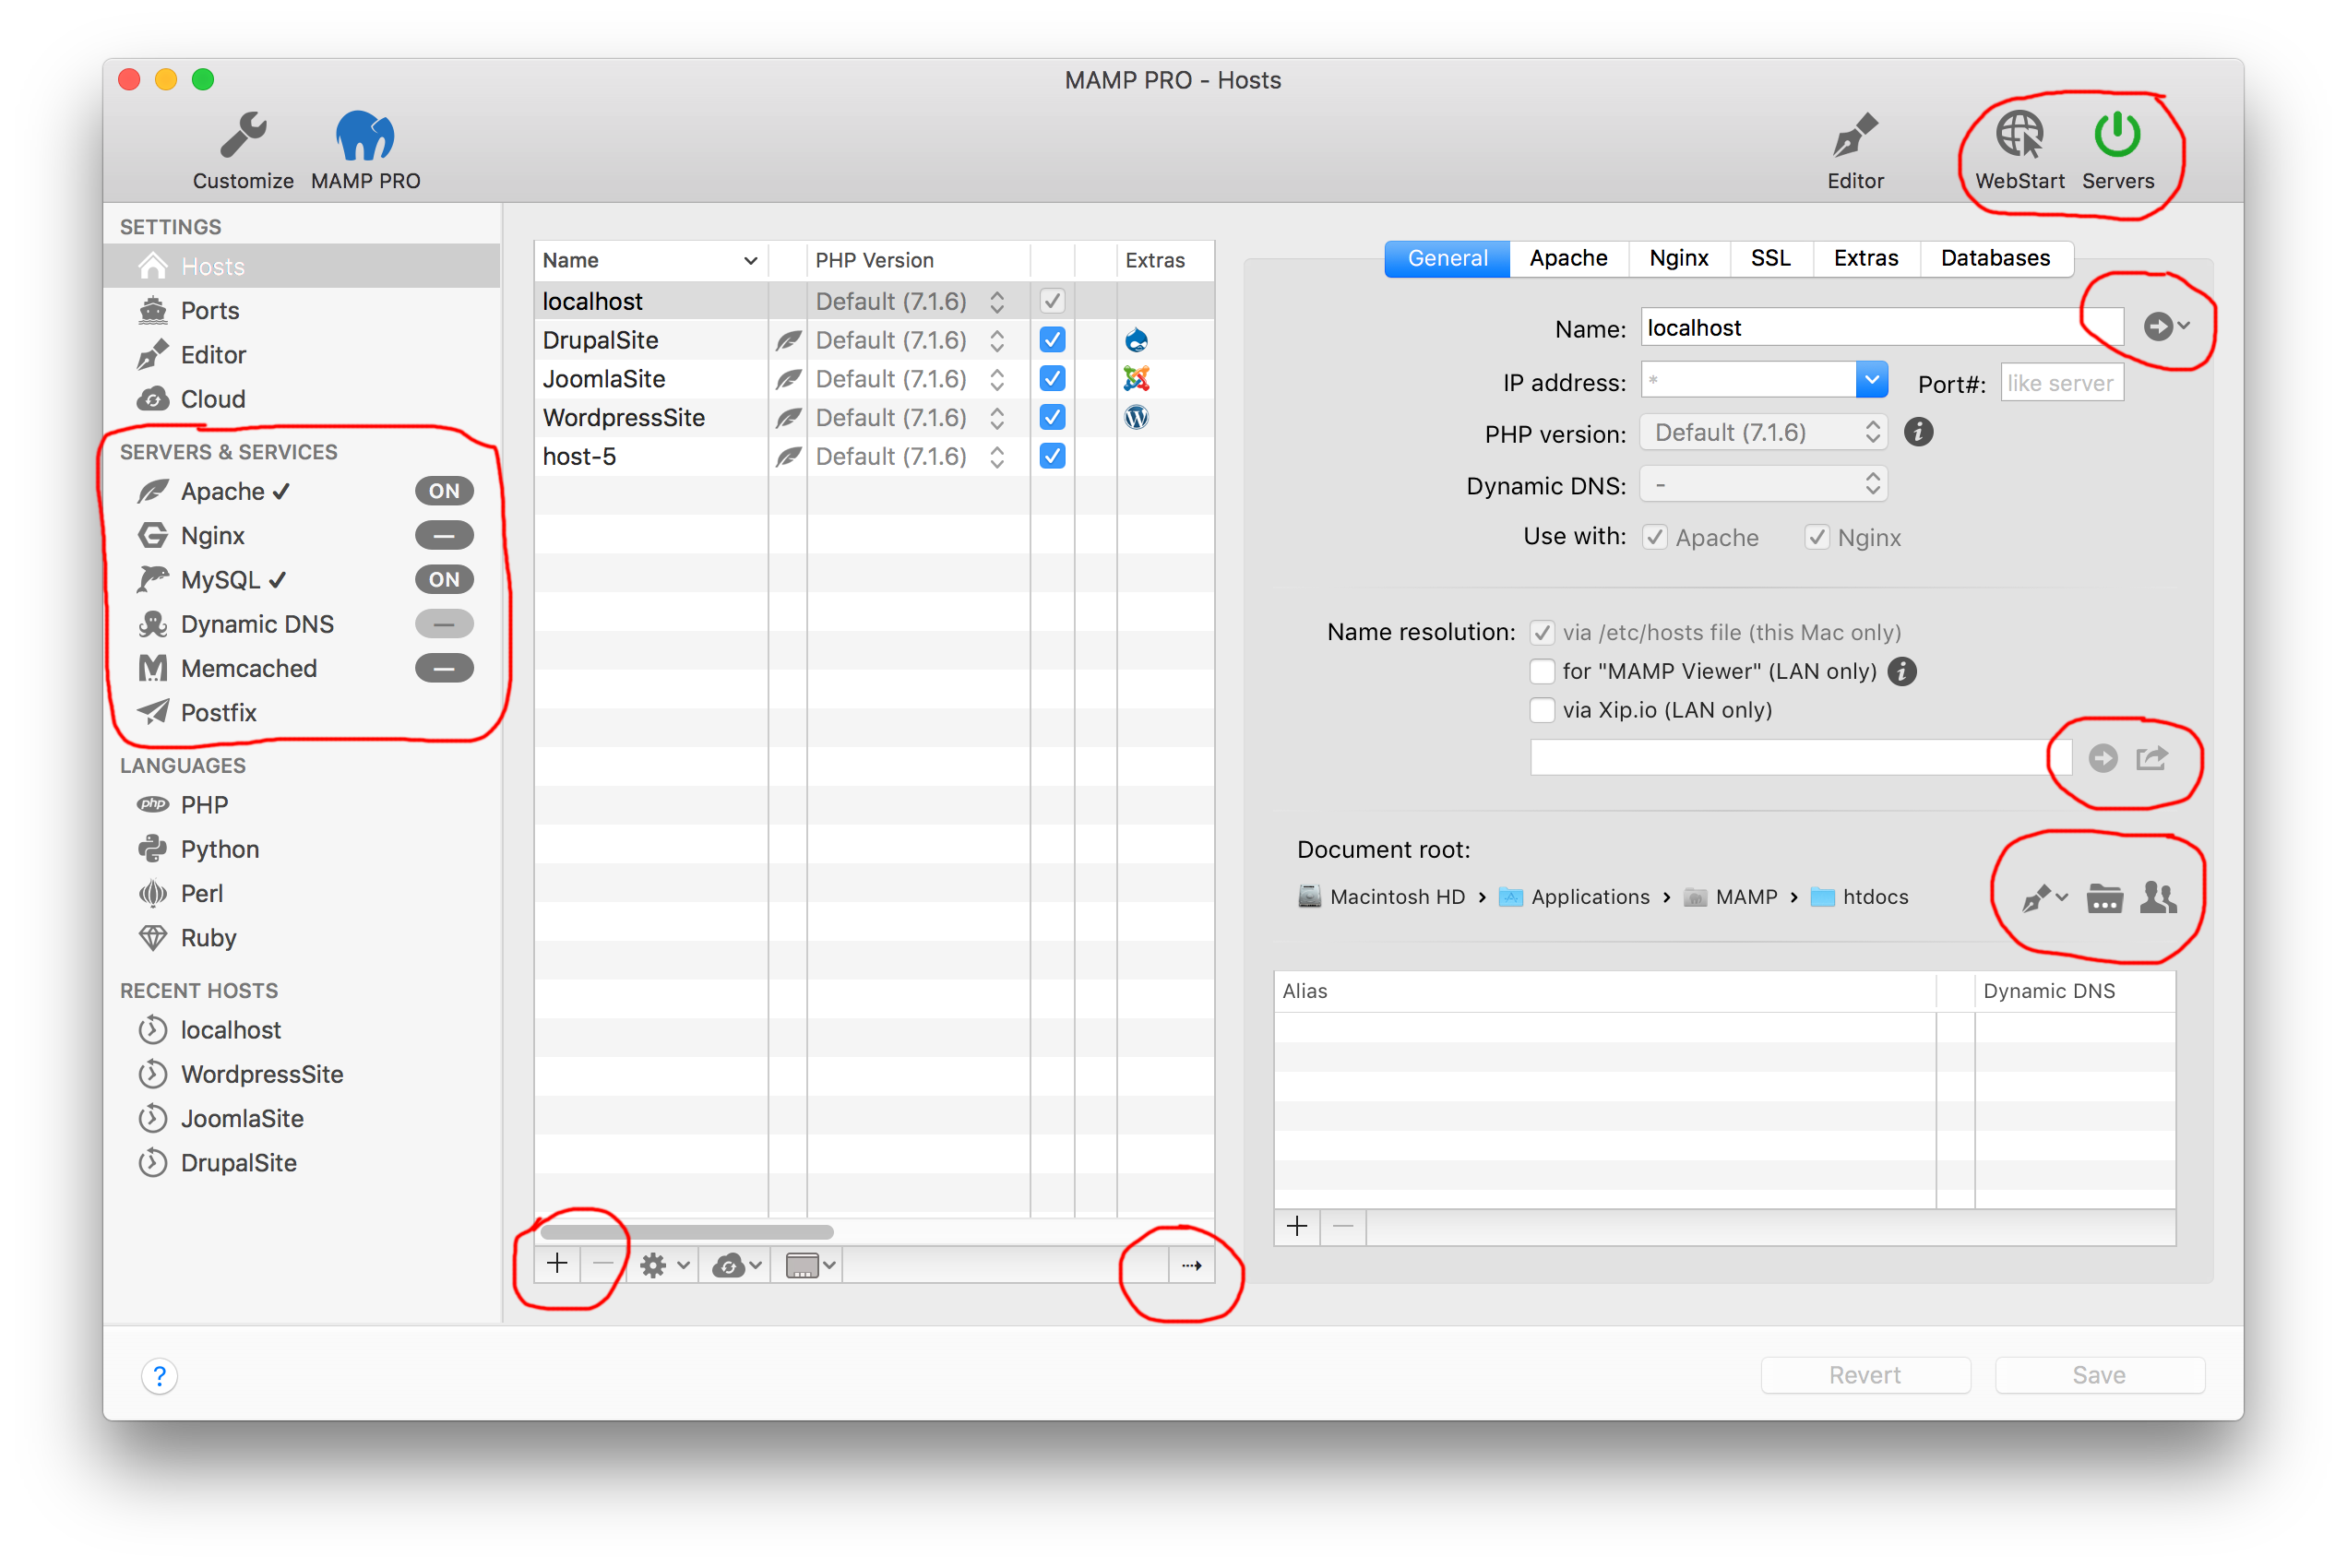 MAMP PRO - Hosts
Customize MAMP PRO Editor WebStart Servers
SETTINGS
Hosts
Ports
Editor
Cloud
SERVERS & SERVICES
Apache ✓ ON
Nginx —
MySQL ✓ ON
Dynamic DNS —
Memcached —
Postfix
LANGUAGES
php PHP
Python
Perl
Ruby
RECENT HOSTS
localhost
WordpressSite
JoomlaSite
DrupalSite
Name PHP Version Extras
localhost Default (7.1.6)
DrupalSite Default (7.1.6)
JoomlaSite Default (7.1.6)
WordpressSite Default (7.1.6)
host-5 Default (7.1.6)
General Apache Nginx SSL Extras Databases
Name: localhost
IP address: * Port#: like server
PHP version: Default (7.1.6)
Dynamic DNS: -
Use with: Apache Nginx
Name resolution: via /etc/hosts file (this Mac only)
for "MAMP Viewer" (LAN only)
via Xip.io (LAN only)
Document root:
Macintosh HD › Applications › MAMP › htdocs
Alias Dynamic DNS
+ —
+ —
? Revert Save